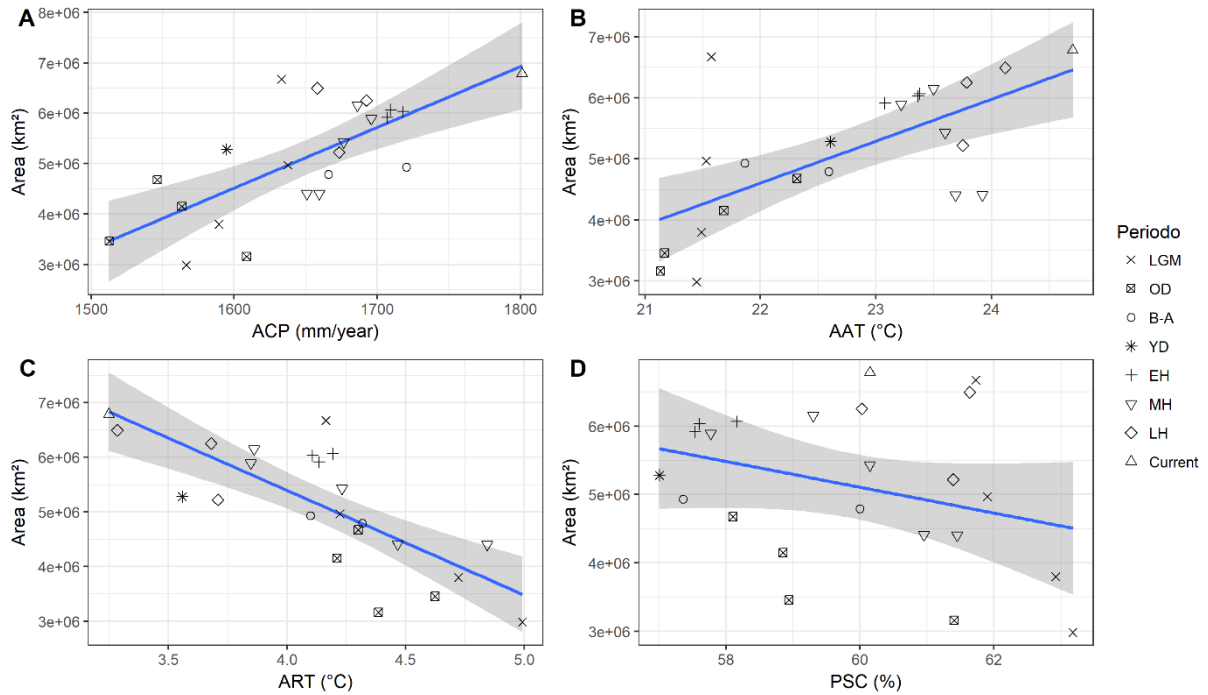 A
Area (km²)
8e+06
7e+06
6e+06
5e+06
4e+06
3e+06
1500 1600 1700 1800
ACP (mm/year)
B
Area (km²)
7e+06
6e+06
5e+06
4e+06
3e+06
21 22 23 24
AAT (°C)
C
Area (km²)
7e+06
6e+06
5e+06
4e+06
3e+06
3.5 4.0 4.5 5.0
ART (°C)
D
Area (km²)
6e+06
5e+06
4e+06
3e+06
58 60 62
PSC (%)
Periodo
LGM
OD
B-A
YD
EH
MH
LH
Current